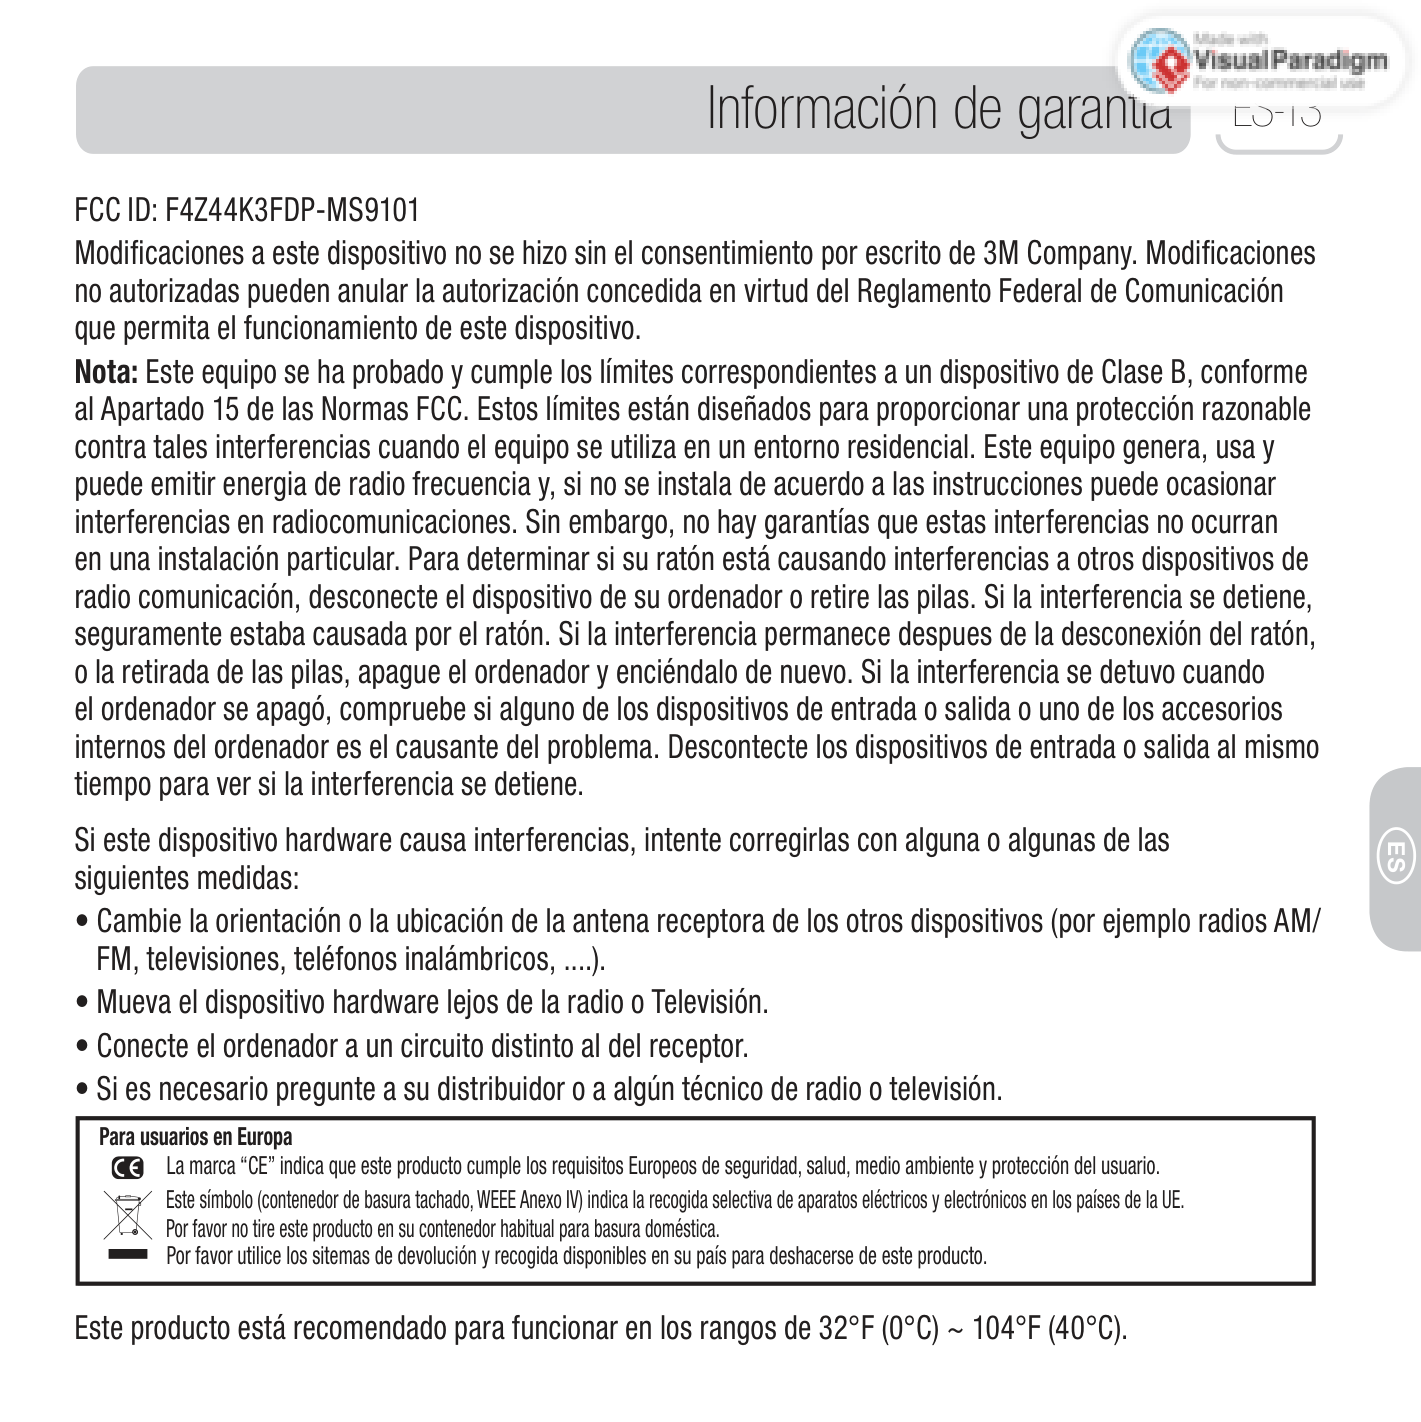 Made with
Visual Paradigm
For non-commercial use
Información de garantía
ES-13
FCC ID: F4Z44K3FDP-MS9101
Modificaciones a este dispositivo no se hizo sin el consentimiento por escrito de 3M Company. Modificaciones
no autorizadas pueden anular la autorización concedida en virtud del Reglamento Federal de Comunicación
que permita el funcionamiento de este dispositivo.
Nota: Este equipo se ha probado y cumple los límites correspondientes a un dispositivo de Clase B, conforme
al Apartado 15 de las Normas FCC. Estos límites están diseñados para proporcionar una protección razonable
contra tales interferencias cuando el equipo se utiliza en un entorno residencial. Este equipo genera, usa y
puede emitir energia de radio frecuencia y, si no se instala de acuerdo a las instrucciones puede ocasionar
interferencias en radiocomunicaciones. Sin embargo, no hay garantías que estas interferencias no ocurran
en una instalación particular. Para determinar si su ratón está causando interferencias a otros dispositivos de
radio comunicación, desconecte el dispositivo de su ordenador o retire las pilas. Si la interferencia se detiene,
seguramente estaba causada por el ratón. Si la interferencia permanece despues de la desconexión del ratón,
o la retirada de las pilas, apague el ordenador y enciéndalo de nuevo. Si la interferencia se detuvo cuando
el ordenador se apagó, compruebe si alguno de los dispositivos de entrada o salida o uno de los accesorios
internos del ordenador es el causante del problema. Descontecte los dispositivos de entrada o salida al mismo
tiempo para ver si la interferencia se detiene.
Si este dispositivo hardware causa interferencias, intente corregirlas con alguna o algunas de las
siguientes medidas:
• Cambie la orientación o la ubicación de la antena receptora de los otros dispositivos (por ejemplo radios AM/
FM, televisiones, teléfonos inalámbricos, ....).
• Mueva el dispositivo hardware lejos de la radio o Televisión.
• Conecte el ordenador a un circuito distinto al del receptor.
• Si es necesario pregunte a su distribuidor o a algún técnico de radio o televisión.
ES
Para usuarios en Europa
CE La marca “CE” indica que este producto cumple los requisitos Europeos de seguridad, salud, medio ambiente y protección del usuario.
Este símbolo (contenedor de basura tachado, WEEE Anexo IV) indica la recogida selectiva de aparatos eléctricos y electrónicos en los países de la UE.
Por favor no tire este producto en su contenedor habitual para basura doméstica.
Por favor utilice los sitemas de devolución y recogida disponibles en su país para deshacerse de este producto.
Este producto está recomendado para funcionar en los rangos de 32°F (0°C) ~ 104°F (40°C).